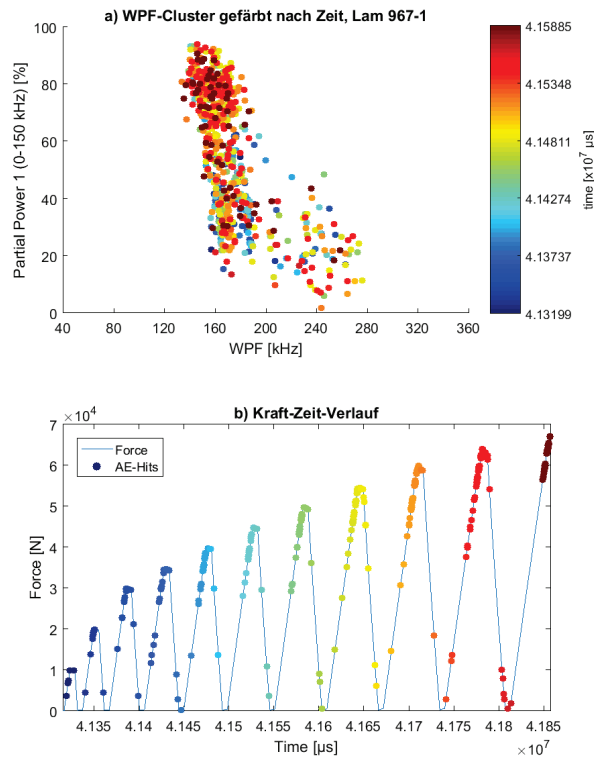 a) WPF-Cluster gefärbt nach Zeit, Lam 967-1
100
80
60
40
20
0
Partial Power 1 (0-150 kHz) [%]
40 80 120 160 200 240 280 320 360
WPF [kHz]
4.15885
4.15348
4.14811
4.14274
4.13737
4.13199
time [x10⁷ µs]
b) Kraft-Zeit-Verlauf
×10⁴
7
6
5
4
3
2
1
0
Force [N]
Force
AE-Hits
4.135 4.14 4.145 4.15 4.155 4.16 4.165 4.17 4.175 4.18 4.185
Time [µs]
×10⁷